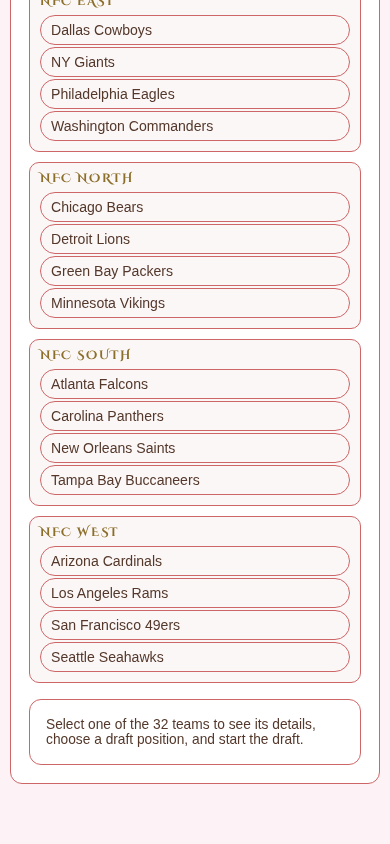 NFC EAST
Dallas Cowboys
NY Giants
Philadelphia Eagles
Washington Commanders
NFC NORTH
Chicago Bears
Detroit Lions
Green Bay Packers
Minnesota Vikings
NFC SOUTH
Atlanta Falcons
Carolina Panthers
New Orleans Saints
Tampa Bay Buccaneers
NFC WEST
Arizona Cardinals
Los Angeles Rams
San Francisco 49ers
Seattle Seahawks
Select one of the 32 teams to see its details,
choose a draft position, and start the draft.